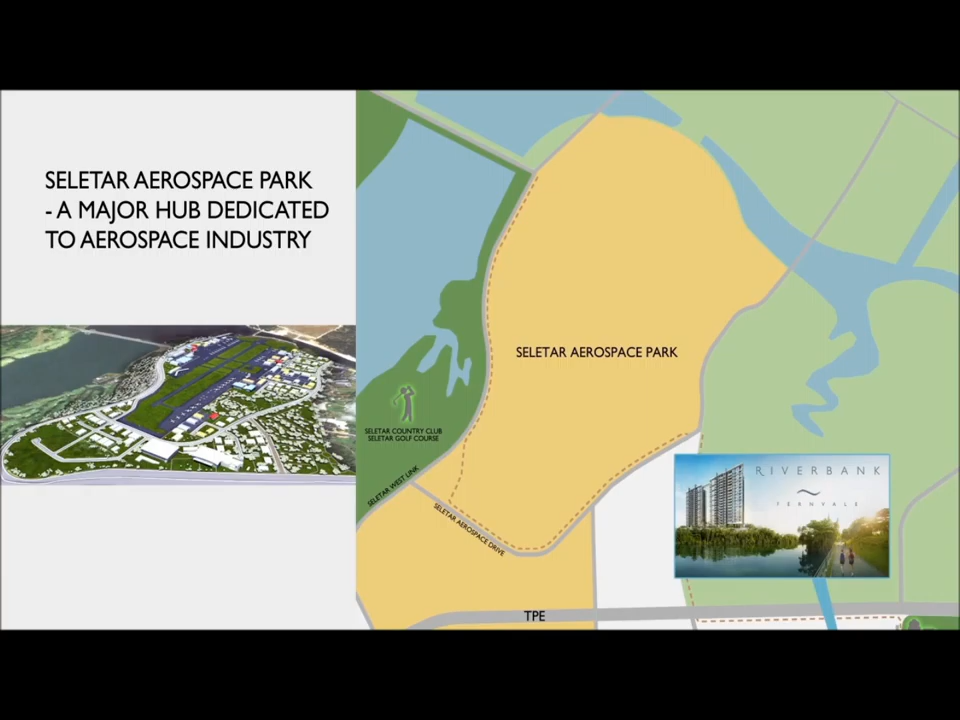 SELETAR AEROSPACE PARK
- A MAJOR HUB DEDICATED
TO AEROSPACE INDUSTRY
SELETAR AEROSPACE PARK
SELETAR COUNTRY CLUB
SELETAR GOLF COURSE
SELETAR WEST LINK
SELETAR AEROSPACE DRIVE
RIVERBANK
FERNVALE
TPE